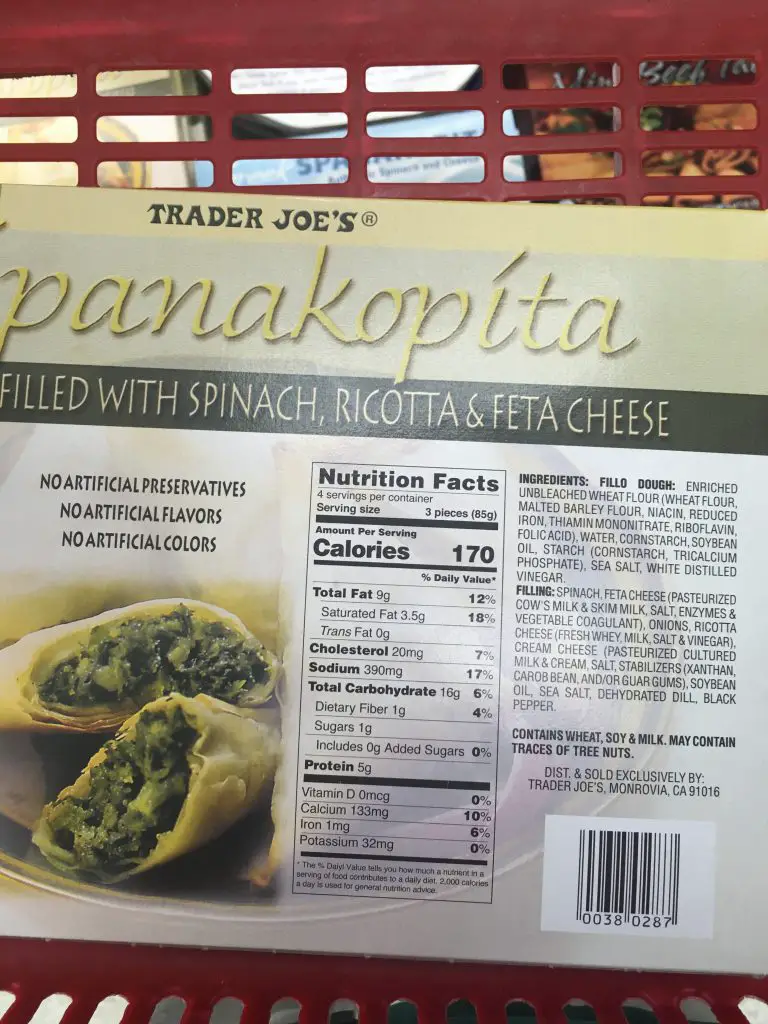 Mini Beef Ta
SPA
Spinach and
TRADER JOE'S®
panakopita
FILLED WITH SPINACH, RICOTTA & FETA CHEESE
NO ARTIFICIAL PRESERVATIVES
NO ARTIFICIAL FLAVORS
NO ARTIFICIAL COLORS
Nutrition Facts
4 servings per container
Serving size 3 pieces (85g)
Amount Per Serving
Calories 170
% Daily Value*
Total Fat 9g 12%
Saturated Fat 3.5g 18%
Trans Fat 0g
Cholesterol 20mg 7%
Sodium 390mg 17%
Total Carbohydrate 16g 6%
Dietary Fiber 1g 4%
Sugars 1g
Includes 0g Added Sugars 0%
Protein 5g
Vitamin D 0mcg 0%
Calcium 133mg 10%
Iron 1mg 6%
Potassium 32mg 0%
* The % Daiyl Value tells you how much a nutrient in a
serving of food contributes to a daily diet. 2,000 calories
a day is used for general nutrition advice.
INGREDIENTS: FILLO DOUGH: ENRICHED
UNBLEACHED WHEAT FLOUR (WHEAT FLOUR,
MALTED BARLEY FLOUR, NIACIN, REDUCED
IRON, THIAMIN MONONITRATE, RIBOFLAVIN,
FOLIC ACID), WATER, CORNSTARCH, SOYBEAN
OIL, STARCH (CORNSTARCH, TRICALCIUM
PHOSPHATE), SEA SALT, WHITE DISTILLED
VINEGAR.
FILLING: SPINACH, FETA CHEESE (PASTEURIZED
COW'S MILK & SKIM MILK, SALT, ENZYMES &
VEGETABLE COAGULANT), ONIONS, RICOTTA
CHEESE (FRESH WHEY, MILK, SALT & VINEGAR),
CREAM CHEESE (PASTEURIZED CULTURED
MILK & CREAM, SALT, STABILIZERS (XANTHAN,
CAROB BEAN, AND/OR GUAR GUMS), SOYBEAN
OIL, SEA SALT, DEHYDRATED DILL, BLACK
PEPPER.
CONTAINS WHEAT, SOY & MILK. MAY CONTAIN
TRACES OF TREE NUTS.
DIST. & SOLD EXCLUSIVELY BY:
TRADER JOE'S, MONROVIA, CA 91016
0038 0287